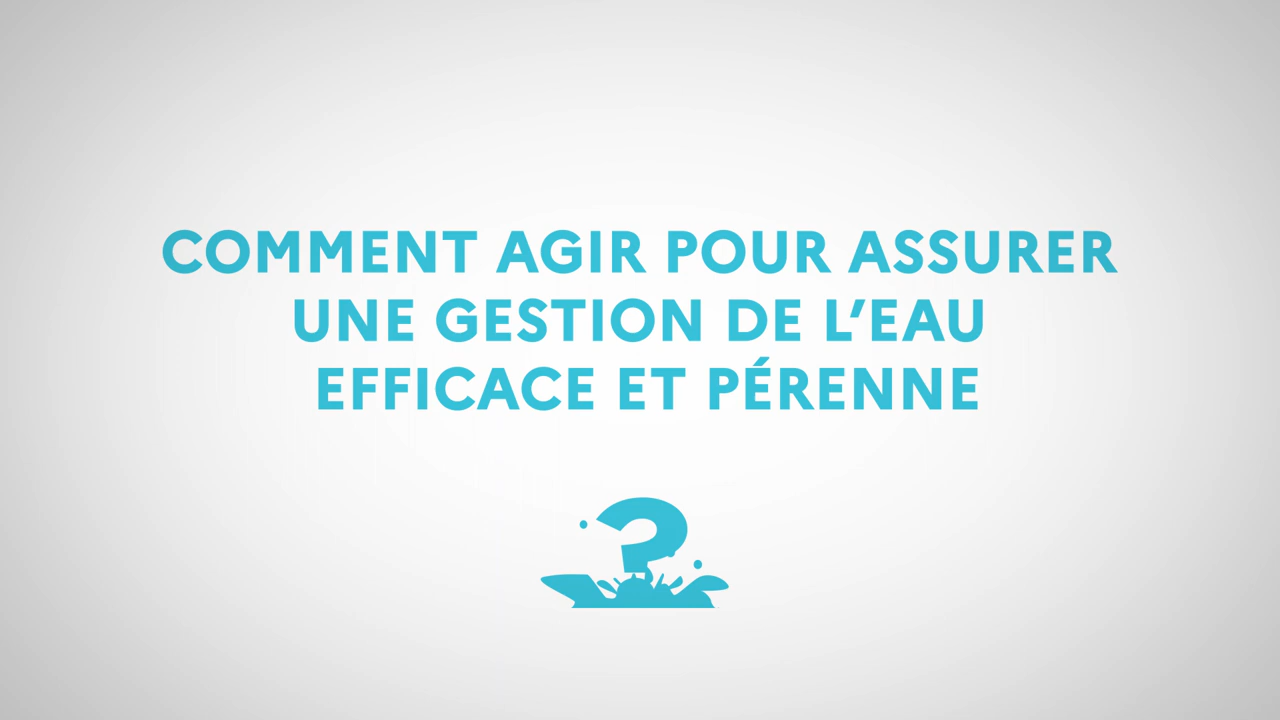 COMMENT AGIR POUR ASSURER
UNE GESTION DE L'EAU
EFFICACE ET PÉRENNE
?